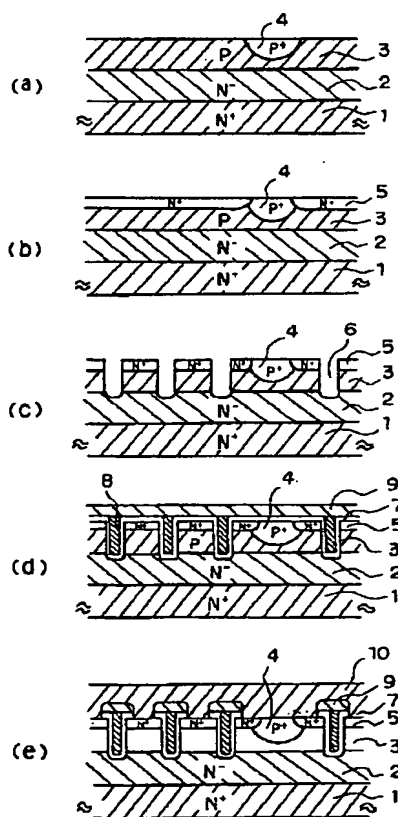 4
P P+ 3
(a) N- 2
N+ 1
4
N+ P+ N+ 5
P 3
(b) N- 2
N+ 1
4 6
N+ N+ N+ P+ N+ 5
3
(c) N- 2
N+ 1
8 4 9
7
N+ N+ N+ P+ N+ 5
P 3
(d) N- 2
N+ 1
10
4 9
7
N+ N+ N+ P+ N+ 5
(e) 3
N- 2
N+ 1